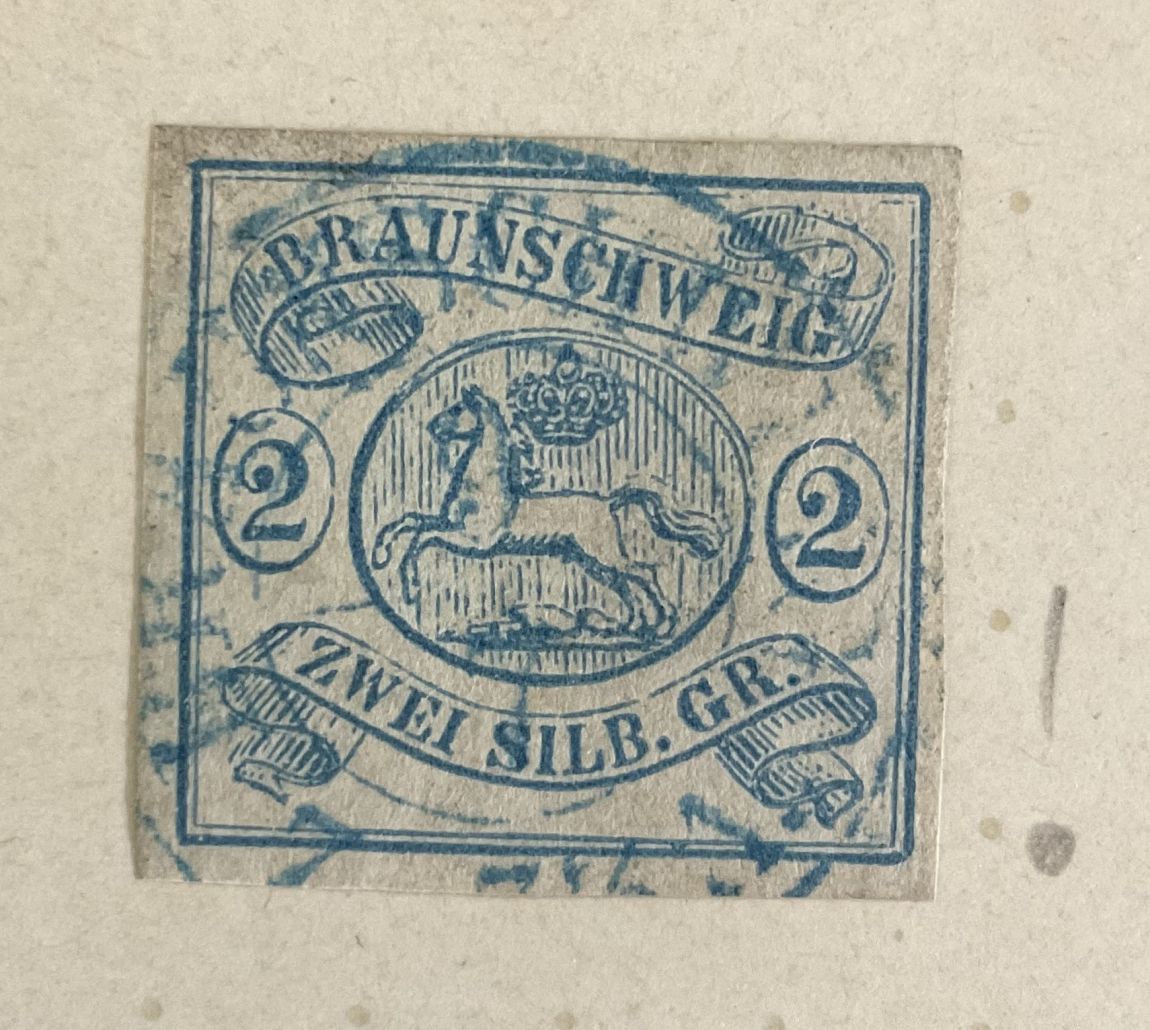 BRAUNSCHWEIG
2 2
ZWEI SILB. GR.